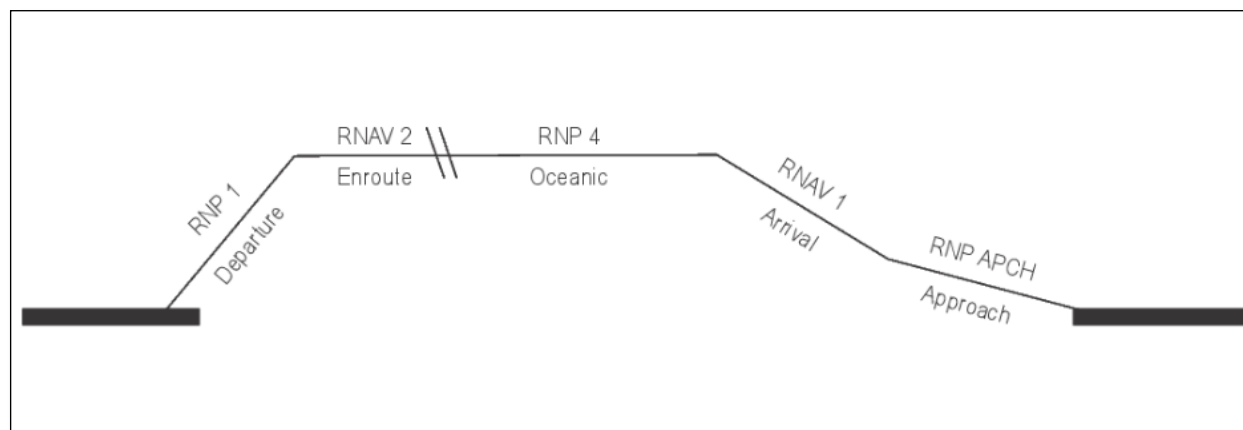 RNP 1
Departure
RNAV 2
Enroute
RNP 4
Oceanic
RNAV 1
Arrival
RNP APCH
Approach